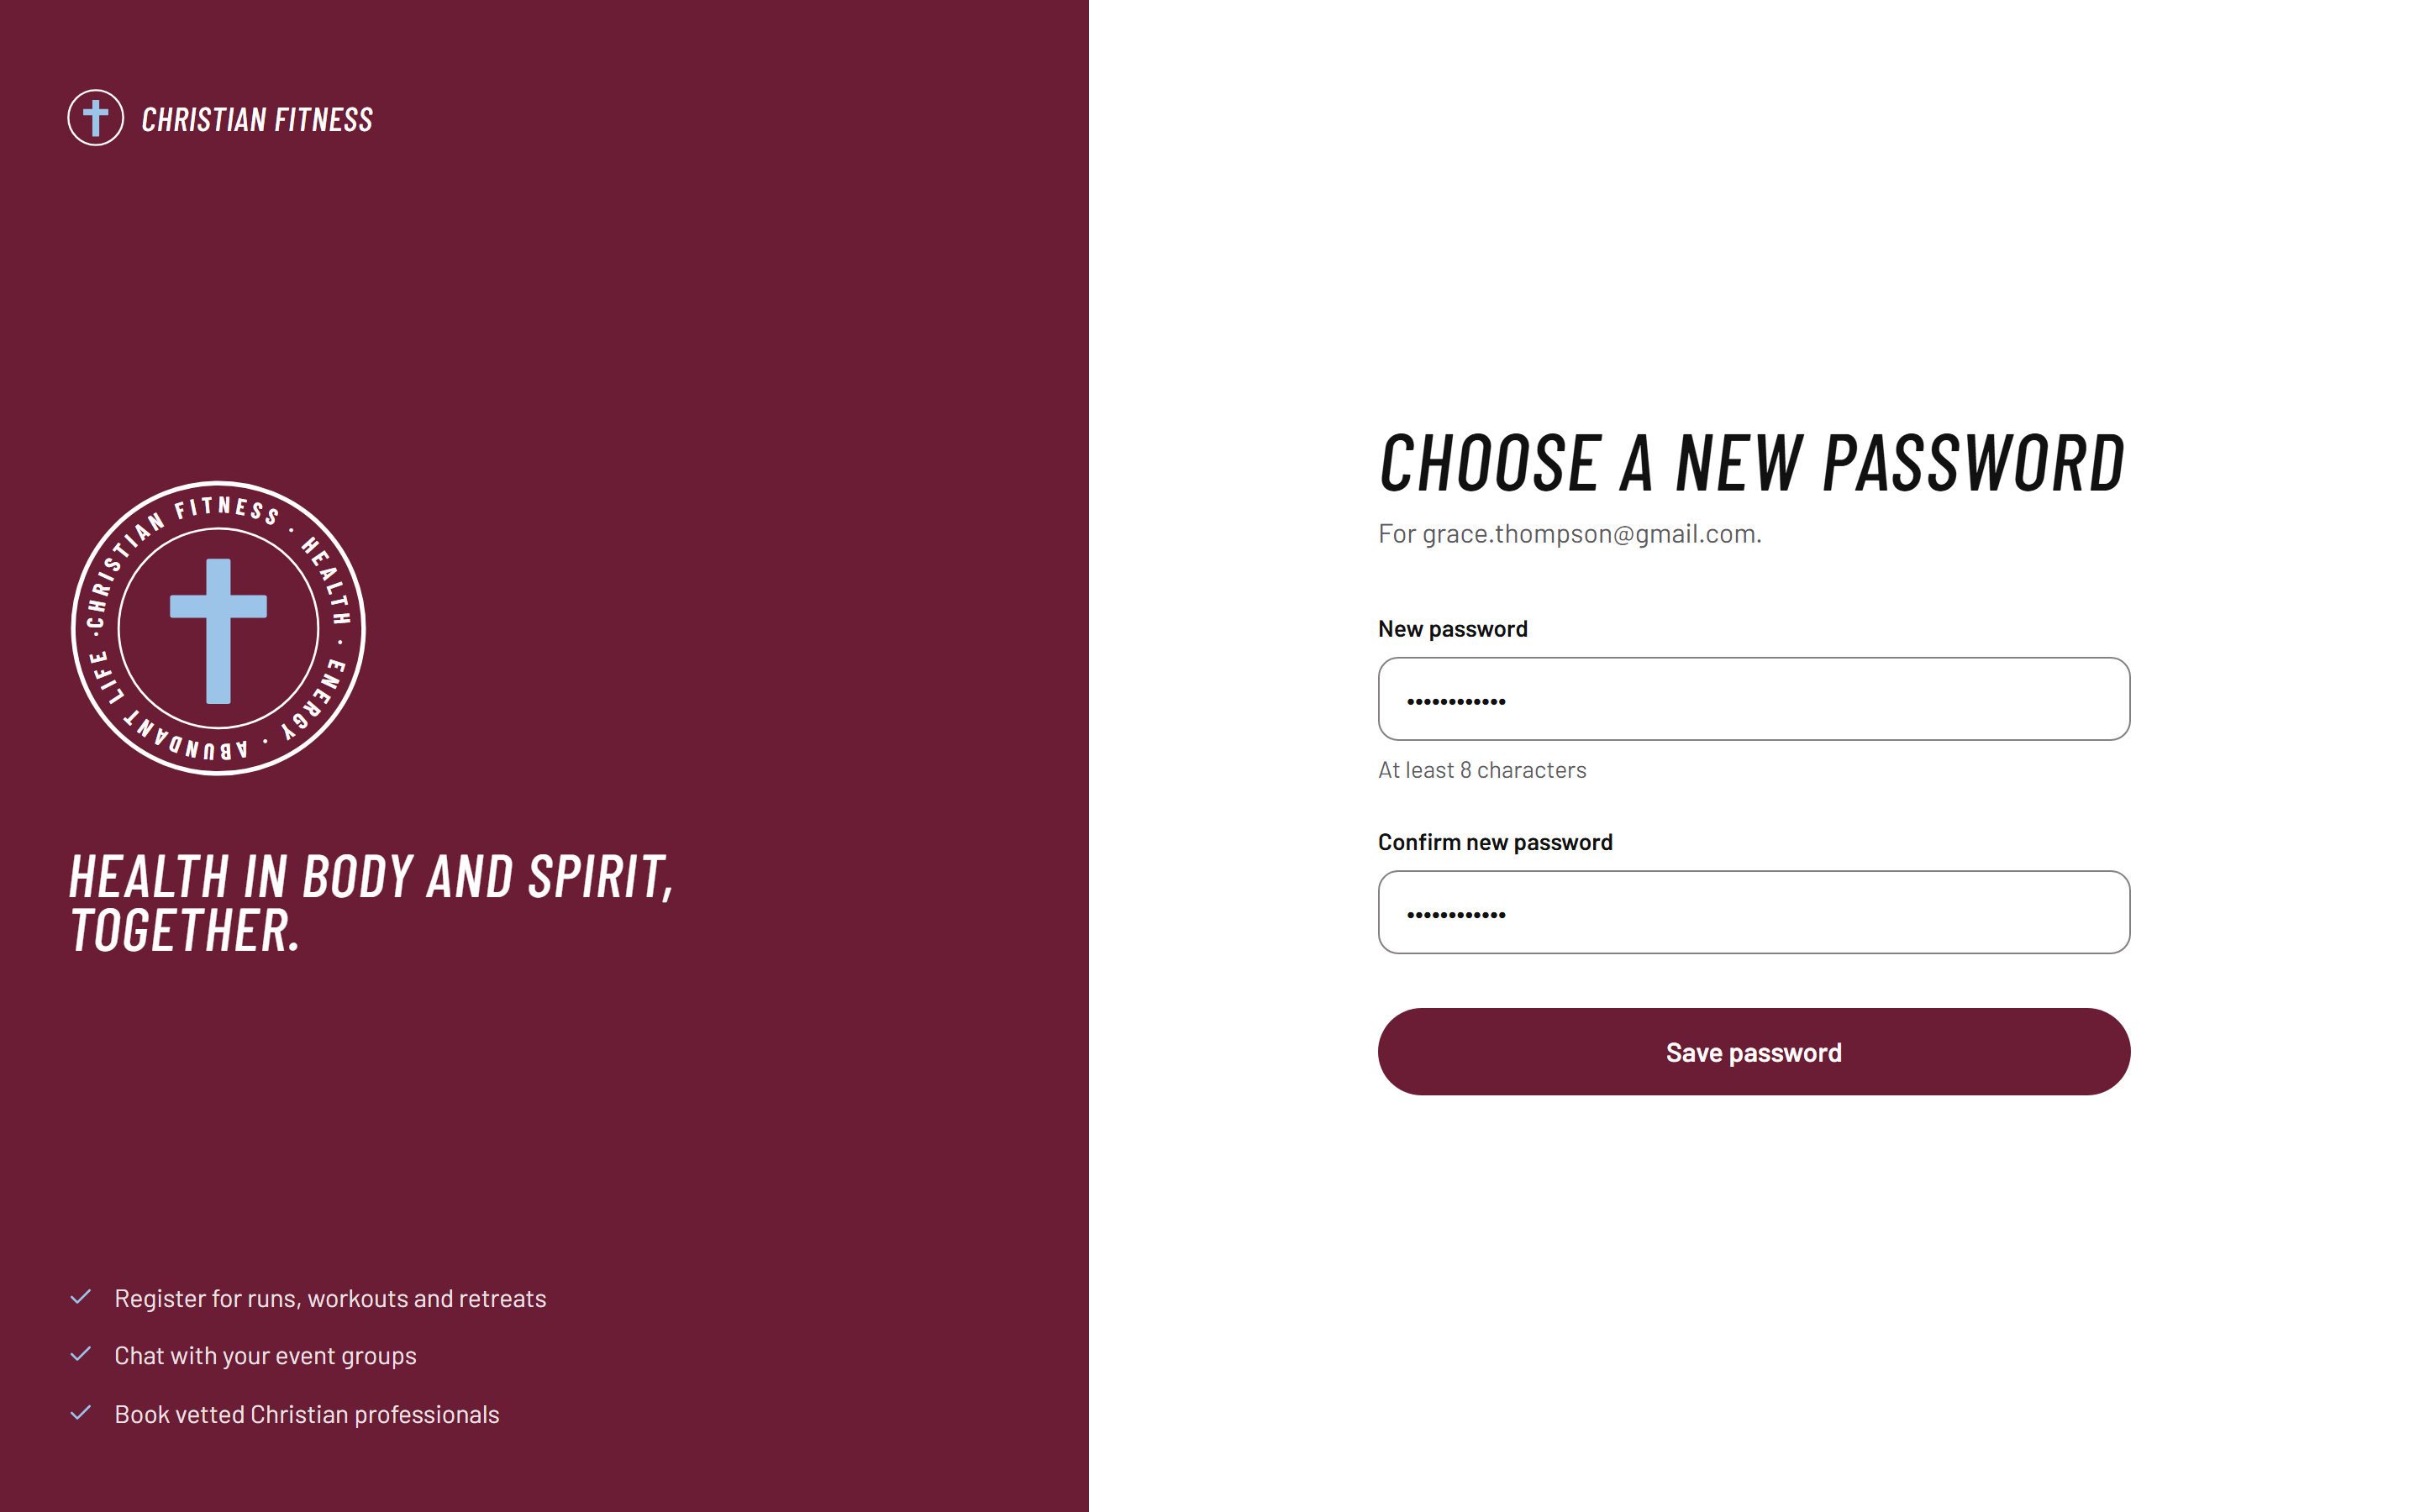 CHRISTIAN FITNESS
CHRISTIAN FITNESS · HEALTH · ENERGY · ABUNDANT LIFE ·
HEALTH IN BODY AND SPIRIT,
TOGETHER.
Register for runs, workouts and retreats
Chat with your event groups
Book vetted Christian professionals
CHOOSE A NEW PASSWORD
For grace.thompson@gmail.com.
New password
••••••••••••
At least 8 characters
Confirm new password
••••••••••••
Save password